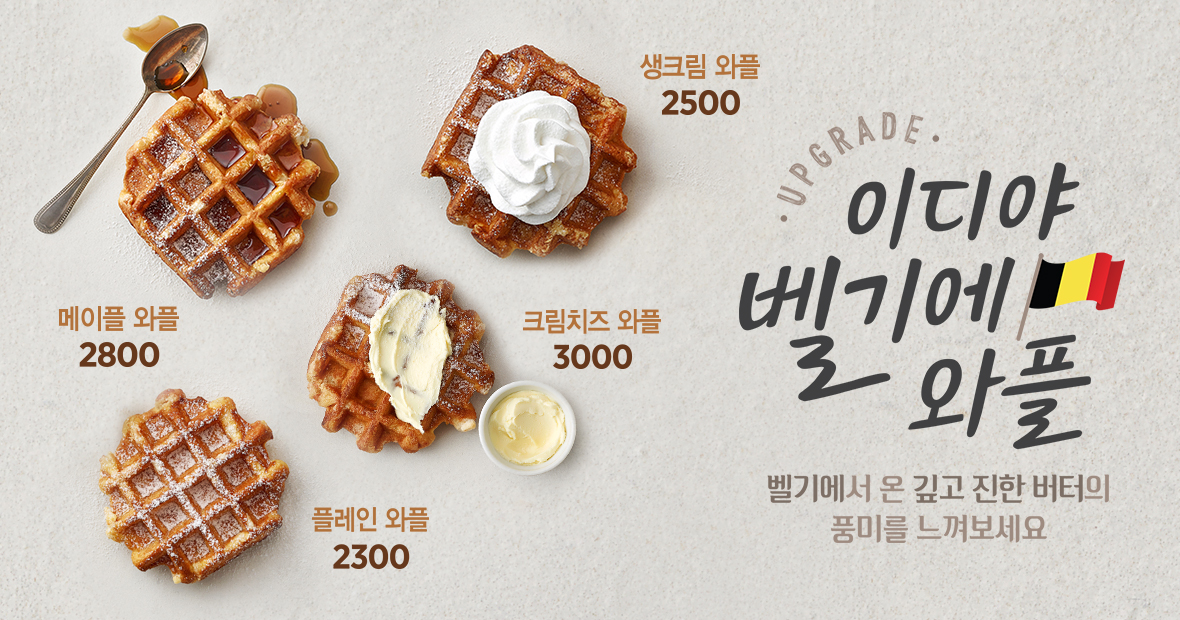 생크림 와플
2500
메이플 와플
2800
크림치즈 와플
3000
플레인 와플
2300
·UPGRADE·
이디야
벨기에
와플
벨기에서 온 깊고 진한 버터의
풍미를 느껴보세요